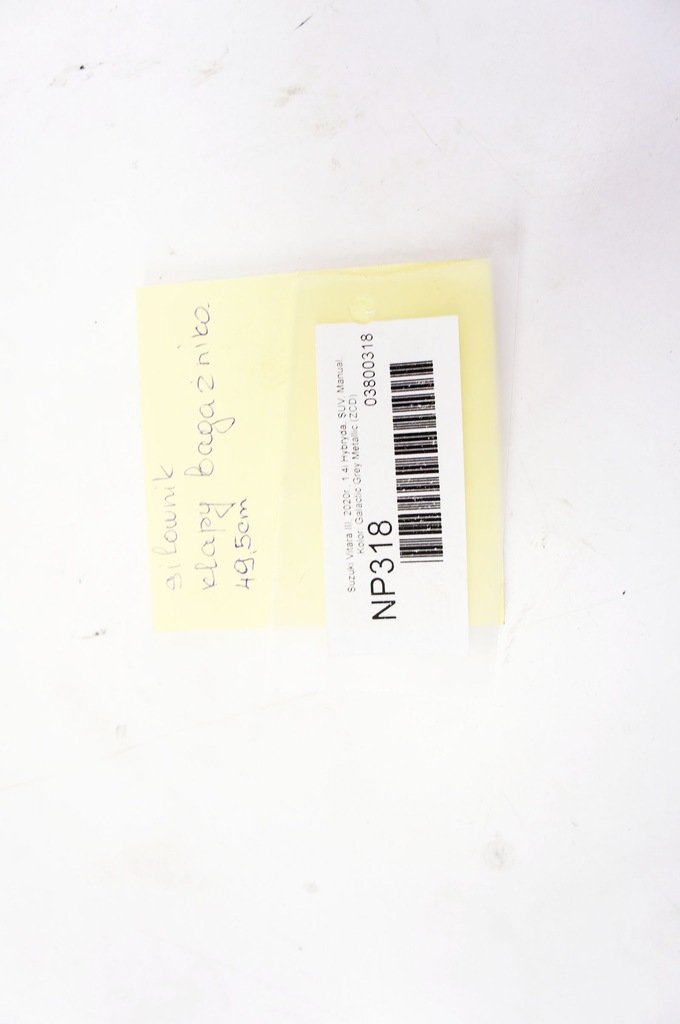 siłownik
klapy bagażnika
49,5cm
Suzuki Vitara III, 2020r., 1.4i Hybryda, SUV, Manual
Kolor: Galactic Grey Metallic (ZCD)
03800318
NP318